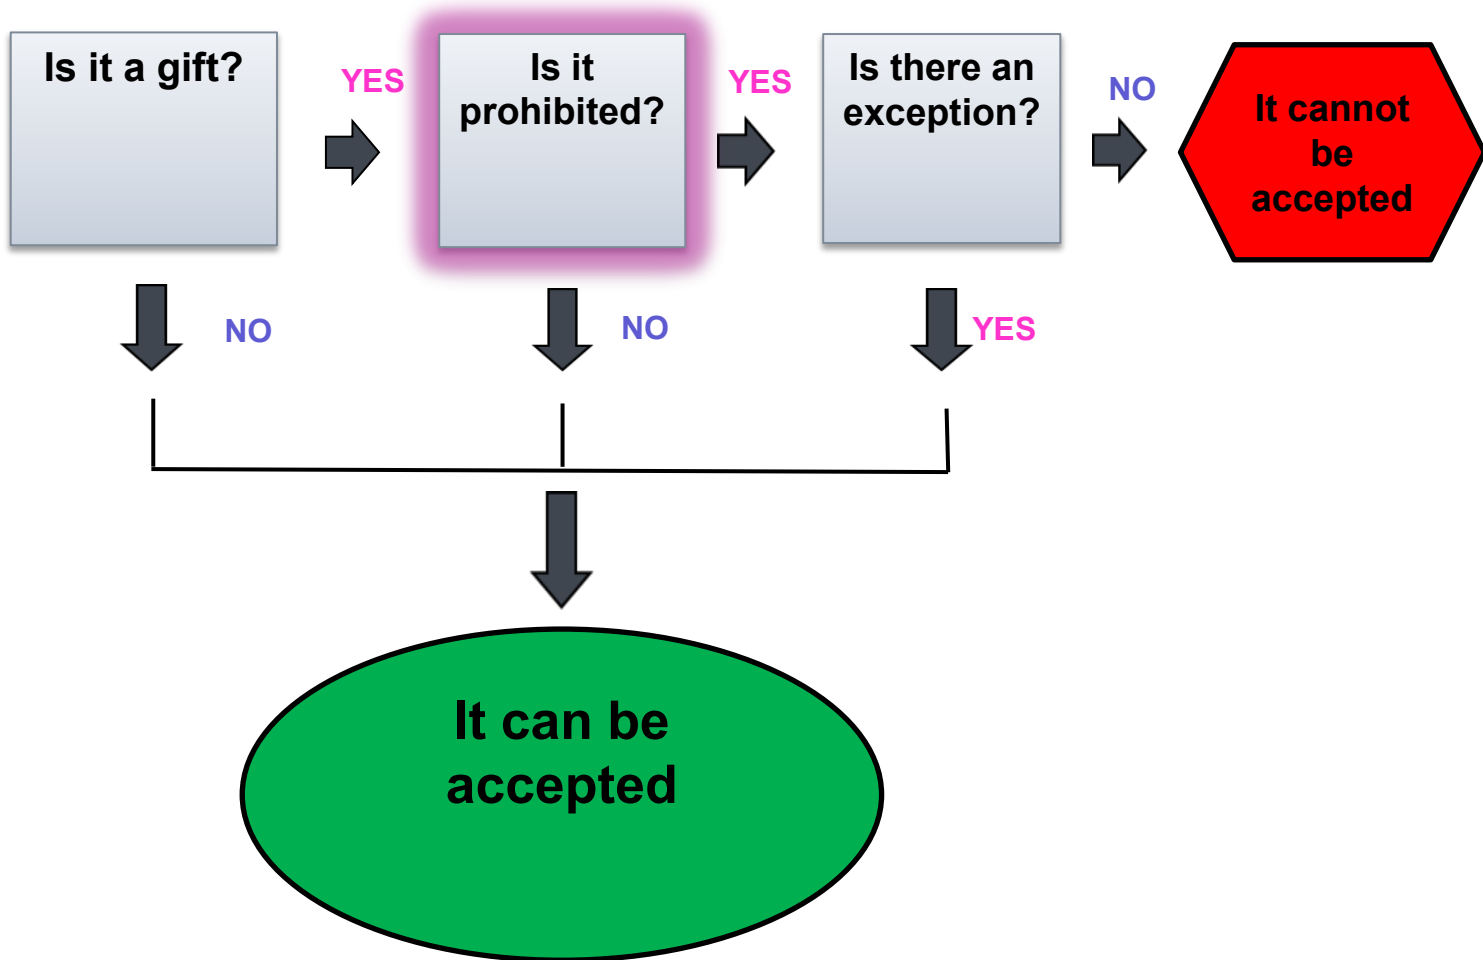 Is it a gift?
YES
Is it
prohibited?
YES
Is there an
exception?
NO
It cannot
be
accepted
NO
NO
YES
It can be
accepted